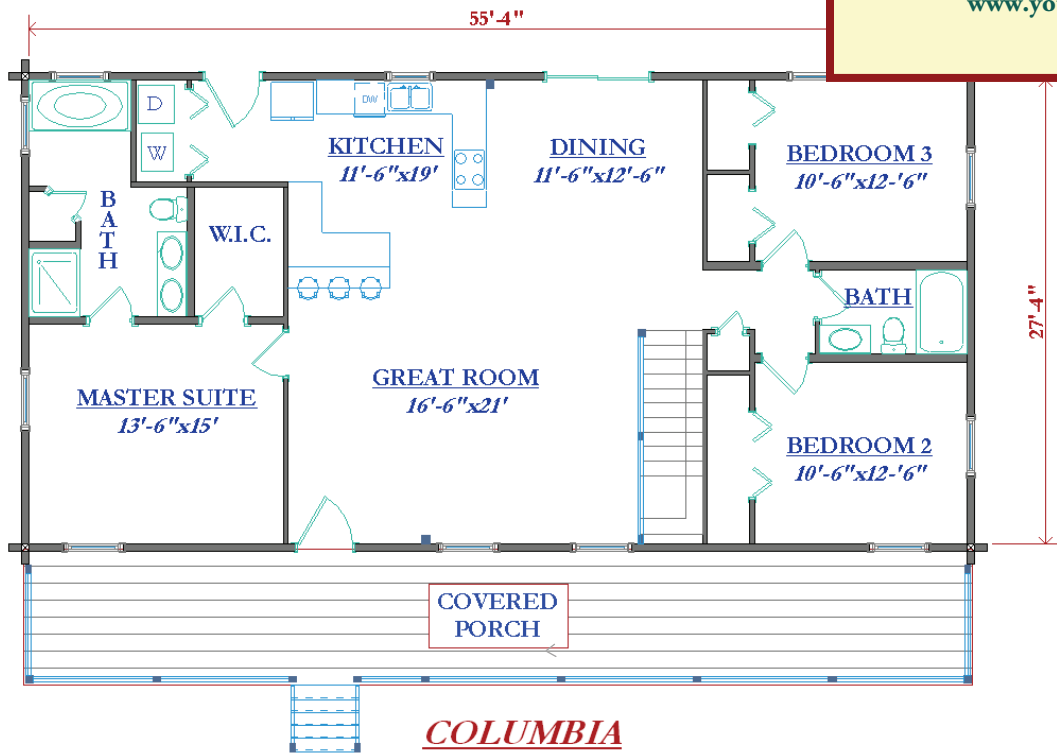 www.yo
55'-4"
D
W
DW
KITCHEN
11'-6"x19'
DINING
11'-6"x12'-6"
BEDROOM 3
10'-6"x12-'6"
BATH
W.I.C.
BATH
27'-4"
MASTER SUITE
13'-6"x15'
GREAT ROOM
16'-6"x21'
BEDROOM 2
10'-6"x12-'6"
COVERED
PORCH
COLUMBIA